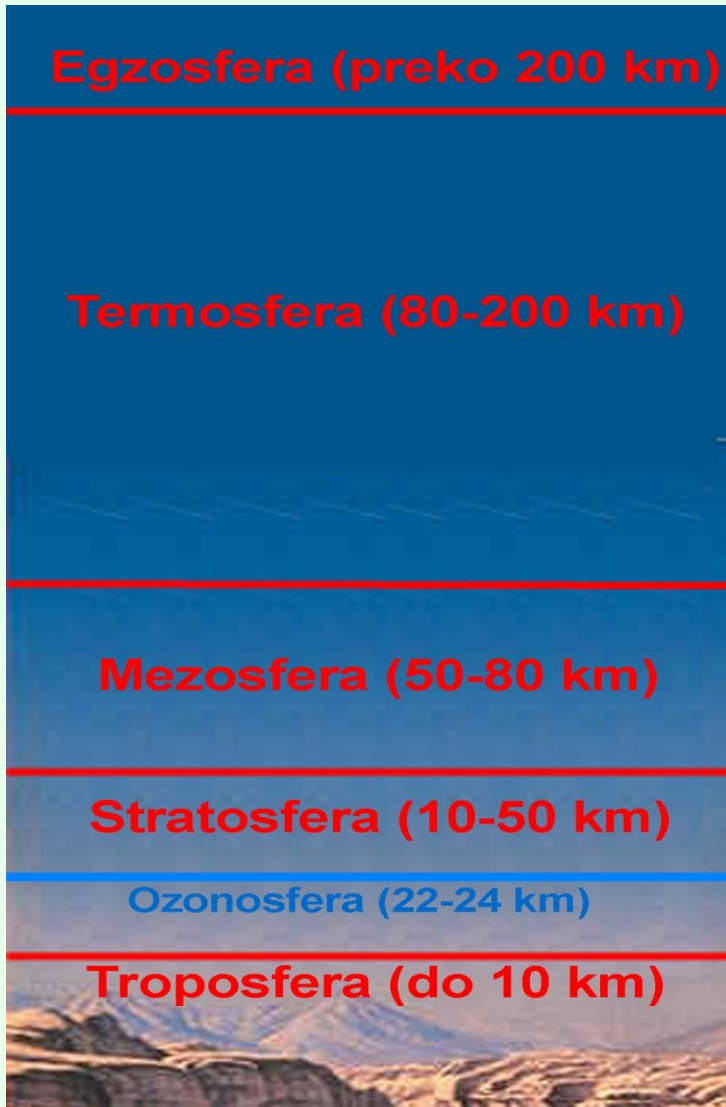 Egzosfera (preko 200 km)
Termosfera (80-200 km)
Mezosfera (50-80 km)
Stratosfera (10-50 km)
Ozonosfera (22-24 km)
Troposfera (do 10 km)